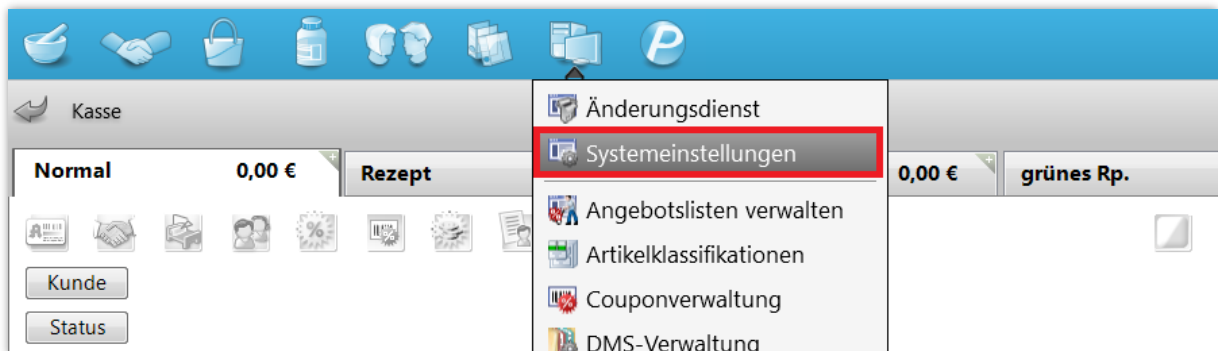 P
Kasse
Änderungsdienst
Systemeinstellungen
Normal 0,00 € Rezept 0,00 € grünes Rp.
Angebotslisten verwalten
Artikelklassifikationen
Kunde
Couponverwaltung
Status
DMS-Verwaltung